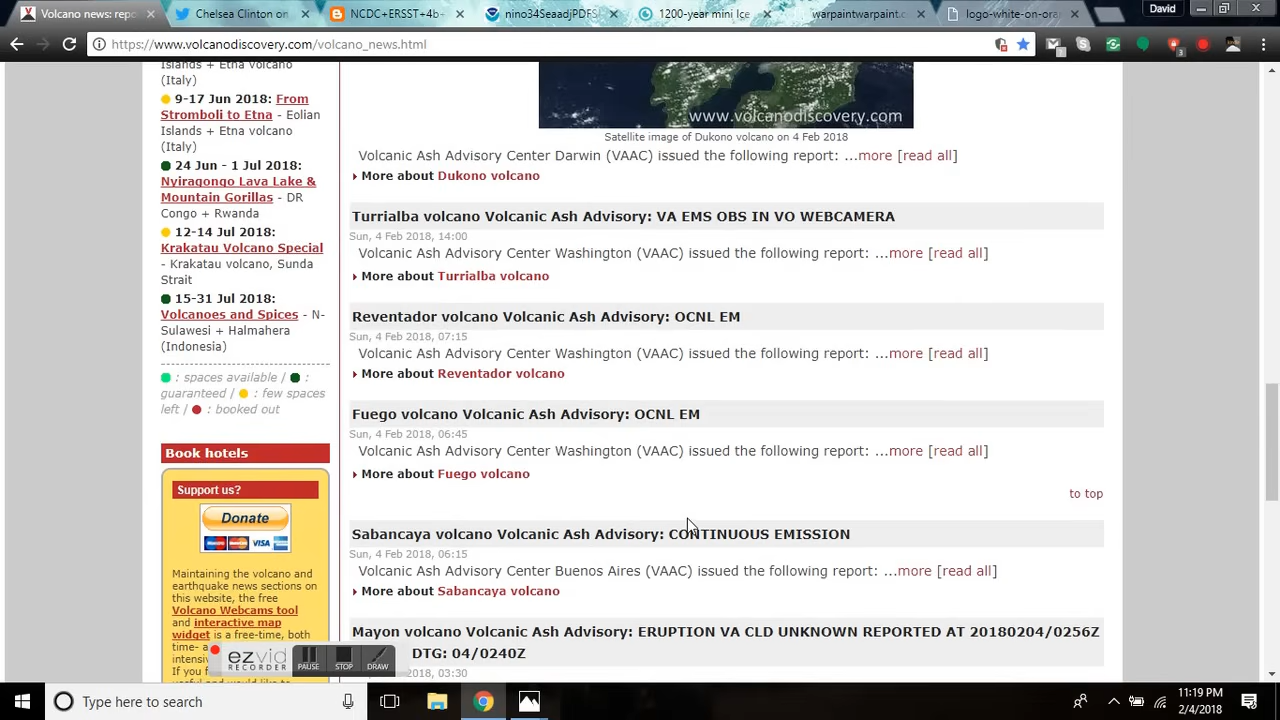 Volcano news: repo
Chelsea Clinton on
NCDC+ERSST+4b+
nino34SeaadjPDFS
1200-year mini Ice
warpaintwarpaint.c
logo-white-on-oran
David
https://www.volcanodiscovery.com/volcano_news.html
3
Islands + Etna volcano
(Italy)
9-17 Jun 2018: From
Stromboli to Etna - Eolian
Islands + Etna volcano
(Italy)
24 Jun - 1 Jul 2018:
Nyiragongo Lava Lake &
Mountain Gorillas - DR
Congo + Rwanda
12-14 Jul 2018:
Krakatau Volcano Special
- Krakatau volcano, Sunda
Strait
15-31 Jul 2018:
Volcanoes and Spices - N-
Sulawesi + Halmahera
(Indonesia)
: spaces available / :
guaranteed / : few spaces
left / : booked out
Book hotels
Support us?
Donate
VISA
Maintaining the volcano and
earthquake news sections on
this website, the free
Volcano Webcams tool
and interactive map
widget is a free-time, both
time- a
intensiv
If you f
www.volcanodiscovery.com
Satellite image of Dukono volcano on 4 Feb 2018
Volcanic Ash Advisory Center Darwin (VAAC) issued the following report: ...more [read all]
More about Dukono volcano
Turrialba volcano Volcanic Ash Advisory: VA EMS OBS IN VO WEBCAMERA
Sun, 4 Feb 2018, 14:00
Volcanic Ash Advisory Center Washington (VAAC) issued the following report: ...more [read all]
More about Turrialba volcano
Reventador volcano Volcanic Ash Advisory: OCNL EM
Sun, 4 Feb 2018, 07:15
Volcanic Ash Advisory Center Washington (VAAC) issued the following report: ...more [read all]
More about Reventador volcano
Fuego volcano Volcanic Ash Advisory: OCNL EM
Sun, 4 Feb 2018, 06:45
Volcanic Ash Advisory Center Washington (VAAC) issued the following report: ...more [read all]
More about Fuego volcano
to top
Sabancaya volcano Volcanic Ash Advisory: CONTINUOUS EMISSION
Sun, 4 Feb 2018, 06:15
Volcanic Ash Advisory Center Buenos Aires (VAAC) issued the following report: ...more [read all]
More about Sabancaya volcano
Mayon volcano Volcanic Ash Advisory: ERUPTION VA CLD UNKNOWN REPORTED AT 20180204/0256Z
DTG: 04/0240Z
2018, 03:30
ezvid
RECORDER
PAUSE
STOP
DRAW
Type here to search
11:19 PM
2/4/2018